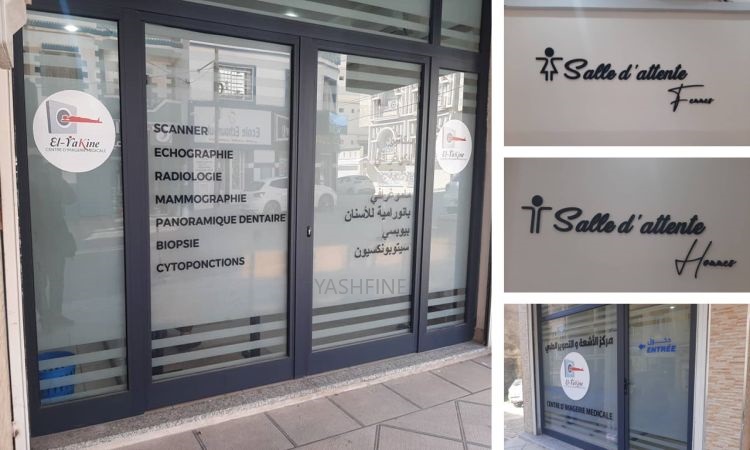 El-YaKine
CENTRE D'IMAGERIE MEDICALE
SCANNER
ECHOGRAPHIE
RADIOLOGIE
MAMMOGRAPHIE
PANORAMIQUE DENTAIRE
BIOPSIE
CYTOPONCTIONS
ماموغرافي
بانورامية للأسنان
بيوبسي
سيتوبونكسيون
El-YaKine
YASHFINE
Salle d'attente
Femmes
Salle d'attente
Hommes
مركز الأشعة و التصوير الطبي
El-YaKine
CENTRE D'IMAGERIE MEDICALE
دخول
ENTRÉE